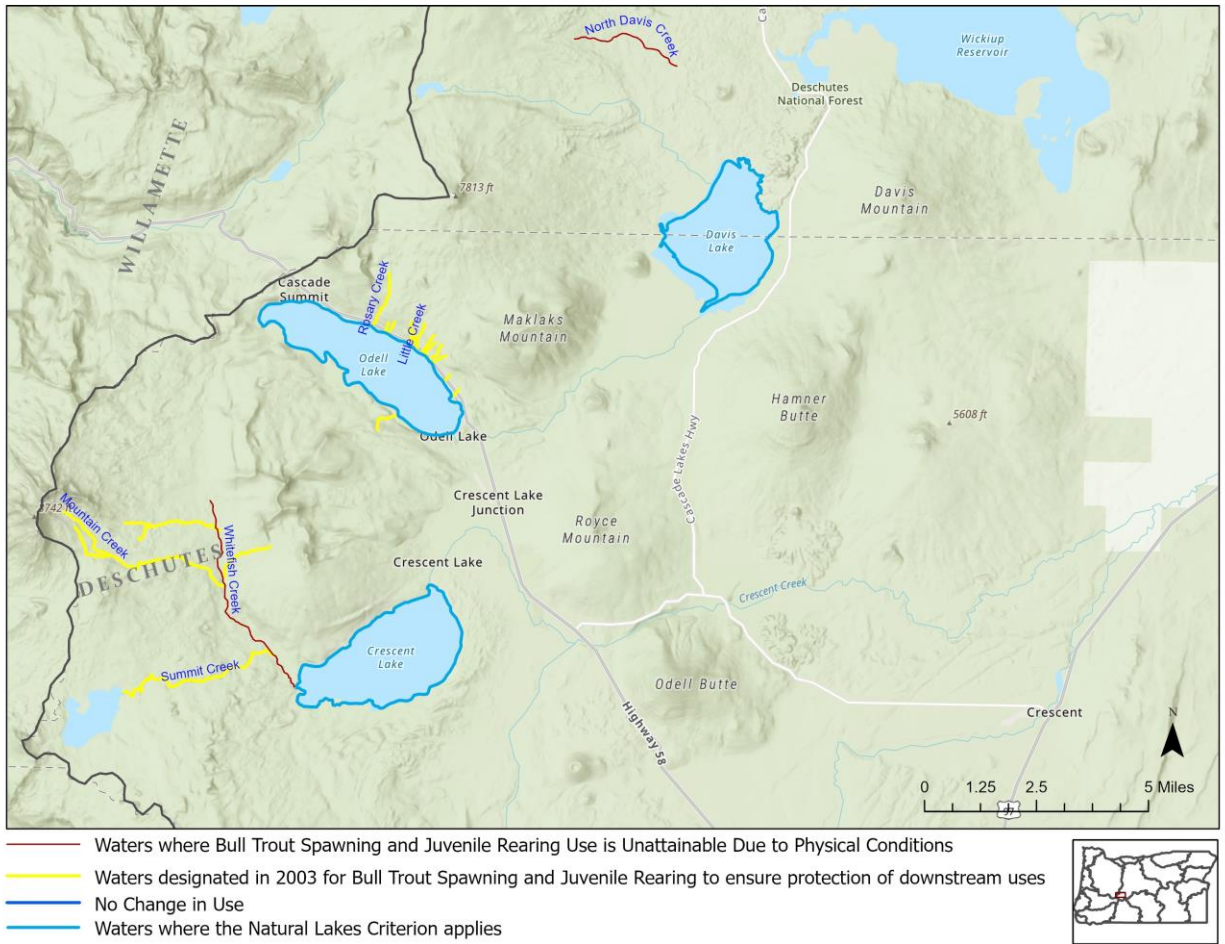 North Davis Creek
Ca
Wickiup
Reservoir
Deschutes
National Forest
WILLAMETTE
7813 ft
Davis
Mountain
Davis
Lake
Cascade
Summit
Rosary Creek
Little Creek
Maklaks
Mountain
Odell
Lake
Hamner
Butte
5608 ft
Odell Lake
Cascade Lakes Hwy
Crescent Lake
Junction
Mountain Creek
Royce
Mountain
Whitefish Creek
DESCHUTES
Crescent Lake
Crescent Creek
Crescent
Lake
Summit Creek
Odell Butte
Highway 58
Crescent
N
0 1.25 2.5 5 Miles
97
Waters where Bull Trout Spawning and Juvenile Rearing Use is Unattainable Due to Physical Conditions
Waters designated in 2003 for Bull Trout Spawning and Juvenile Rearing to ensure protection of downstream uses
No Change in Use
Waters where the Natural Lakes Criterion applies